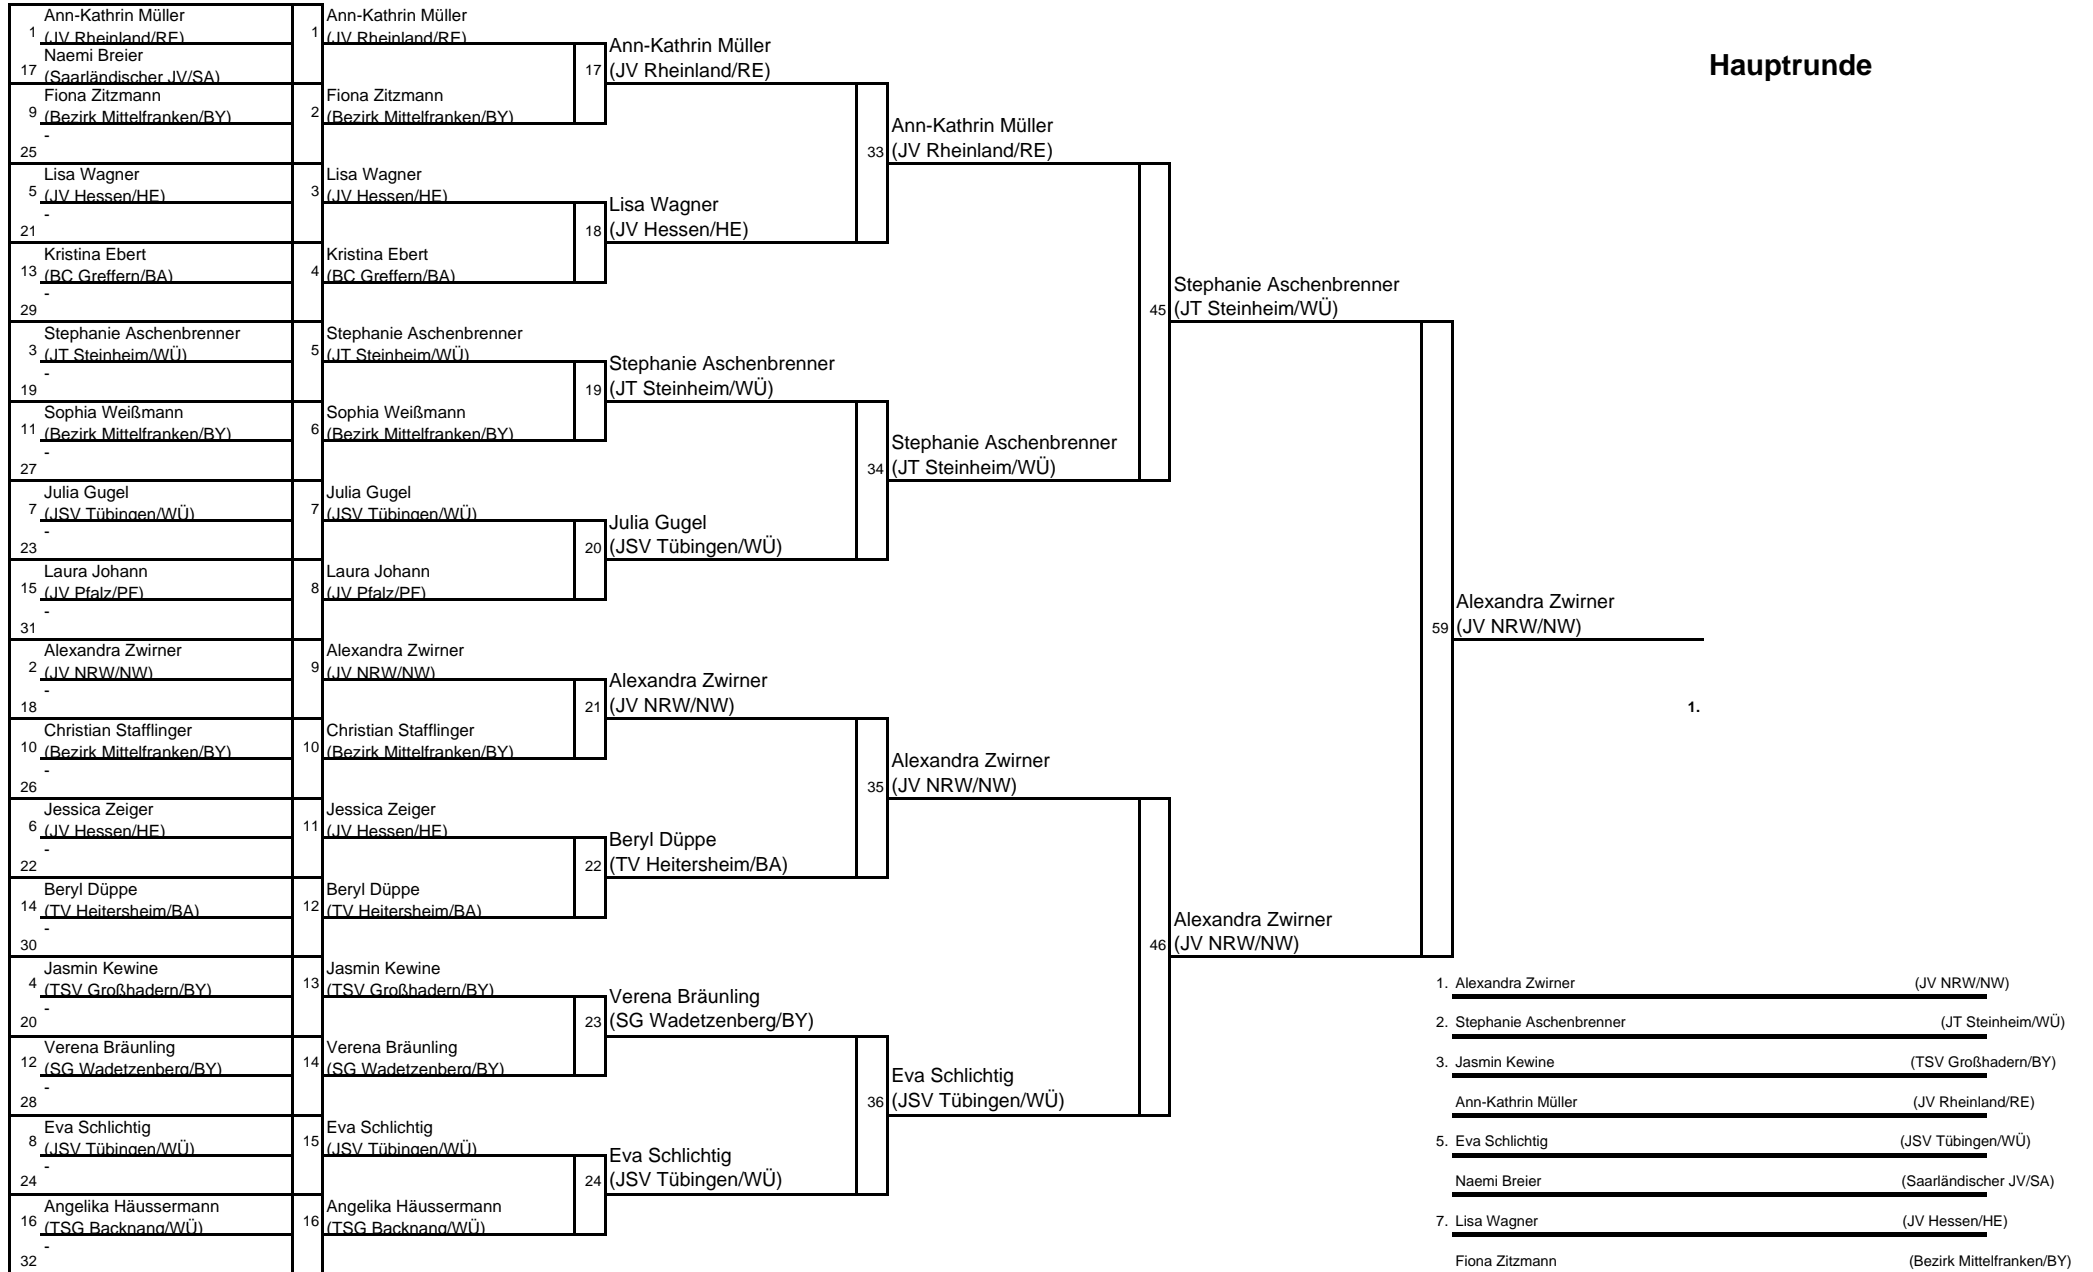 Hauptrunde
1
Ann-Kathrin Müller
(JV Rheinland/RE)
17
Naemi Breier
(Saarländischer JV/SA)
9
Fiona Zitzmann
(Bezirk Mittelfranken/BY)
25
-
5
Lisa Wagner
(JV Hessen/HE)
21
-
13
Kristina Ebert
(BC Greffern/BA)
29
-
3
Stephanie Aschenbrenner
(JT Steinheim/WÜ)
19
-
11
Sophia Weißmann
(Bezirk Mittelfranken/BY)
27
-
7
Julia Gugel
(JSV Tübingen/WÜ)
23
-
15
Laura Johann
(JV Pfalz/PF)
31
-
2
Alexandra Zwirner
(JV NRW/NW)
18
-
10
Christian Stafflinger
(Bezirk Mittelfranken/BY)
26
-
6
Jessica Zeiger
(JV Hessen/HE)
22
-
14
Beryl Düppe
(TV Heitersheim/BA)
30
-
4
Jasmin Kewine
(TSV Großhadern/BY)
20
-
12
Verena Bräunling
(SG Wadetzenberg/BY)
28
-
8
Eva Schlichtig
(JSV Tübingen/WÜ)
24
-
16
Angelika Häussermann
(TSG Backnang/WÜ)
32
-
1
Ann-Kathrin Müller
(JV Rheinland/RE)
2
Fiona Zitzmann
(Bezirk Mittelfranken/BY)
3
Lisa Wagner
(JV Hessen/HE)
4
Kristina Ebert
(BC Greffern/BA)
5
Stephanie Aschenbrenner
(JT Steinheim/WÜ)
6
Sophia Weißmann
(Bezirk Mittelfranken/BY)
7
Julia Gugel
(JSV Tübingen/WÜ)
8
Laura Johann
(JV Pfalz/PF)
9
Alexandra Zwirner
(JV NRW/NW)
10
Christian Stafflinger
(Bezirk Mittelfranken/BY)
11
Jessica Zeiger
(JV Hessen/HE)
12
Beryl Düppe
(TV Heitersheim/BA)
13
Jasmin Kewine
(TSV Großhadern/BY)
14
Verena Bräunling
(SG Wadetzenberg/BY)
15
Eva Schlichtig
(JSV Tübingen/WÜ)
16
Angelika Häussermann
(TSG Backnang/WÜ)
17
Ann-Kathrin Müller
(JV Rheinland/RE)
18
Lisa Wagner
(JV Hessen/HE)
19
Stephanie Aschenbrenner
(JT Steinheim/WÜ)
20
Julia Gugel
(JSV Tübingen/WÜ)
21
Alexandra Zwirner
(JV NRW/NW)
22
Beryl Düppe
(TV Heitersheim/BA)
23
Verena Bräunling
(SG Wadetzenberg/BY)
24
Eva Schlichtig
(JSV Tübingen/WÜ)
33
Ann-Kathrin Müller
(JV Rheinland/RE)
34
Stephanie Aschenbrenner
(JT Steinheim/WÜ)
35
Alexandra Zwirner
(JV NRW/NW)
36
Eva Schlichtig
(JSV Tübingen/WÜ)
45
Stephanie Aschenbrenner
(JT Steinheim/WÜ)
46
Alexandra Zwirner
(JV NRW/NW)
59
Alexandra Zwirner
(JV NRW/NW)
1.
1. Alexandra Zwirner (JV NRW/NW)
2. Stephanie Aschenbrenner (JT Steinheim/WÜ)
3. Jasmin Kewine (TSV Großhadern/BY)
Ann-Kathrin Müller (JV Rheinland/RE)
5. Eva Schlichtig (JSV Tübingen/WÜ)
Naemi Breier (Saarländischer JV/SA)
7. Lisa Wagner (JV Hessen/HE)
Fiona Zitzmann (Bezirk Mittelfranken/BY)